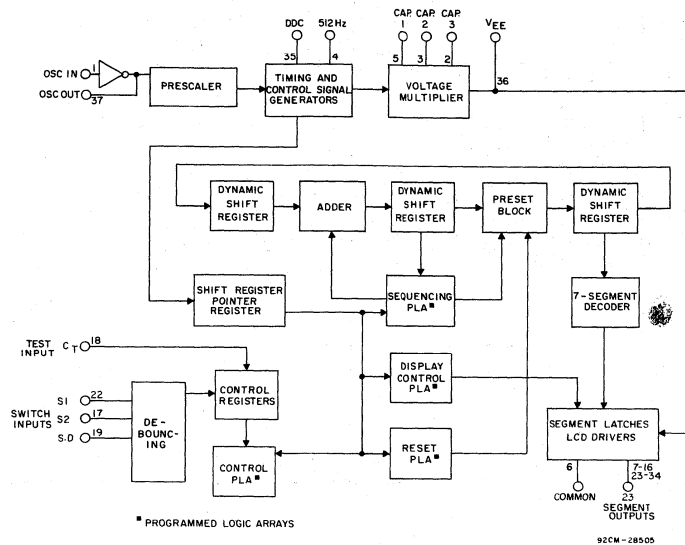 DDC
512 Hz
CAP. 1
CAP. 2
CAP. 3
VEE
35
4
5
3
2
36
OSC IN
1
OSC OUT
37
PRESCALER
TIMING AND
CONTROL SIGNAL
GENERATORS
VOLTAGE
MULTIPLIER
DYNAMIC
SHIFT
REGISTER
ADDER
DYNAMIC
SHIFT
REGISTER
PRESET
BLOCK
DYNAMIC
SHIFT
REGISTER
SHIFT REGISTER
POINTER
REGISTER
SEQUENCING
PLA■
7-SEGMENT
DECODER
TEST
INPUT
CT
18
SWITCH
INPUTS
S1
22
S2
17
S.D
19
DE-
BOUNC-
ING
CONTROL
REGISTERS
CONTROL
PLA■
DISPLAY
CONTROL
PLA■
RESET
PLA■
SEGMENT LATCHES
LCD DRIVERS
6
COMMON
7-16
23-34
23
SEGMENT
OUTPUTS
■ PROGRAMMED LOGIC ARRAYS
92CM-28505